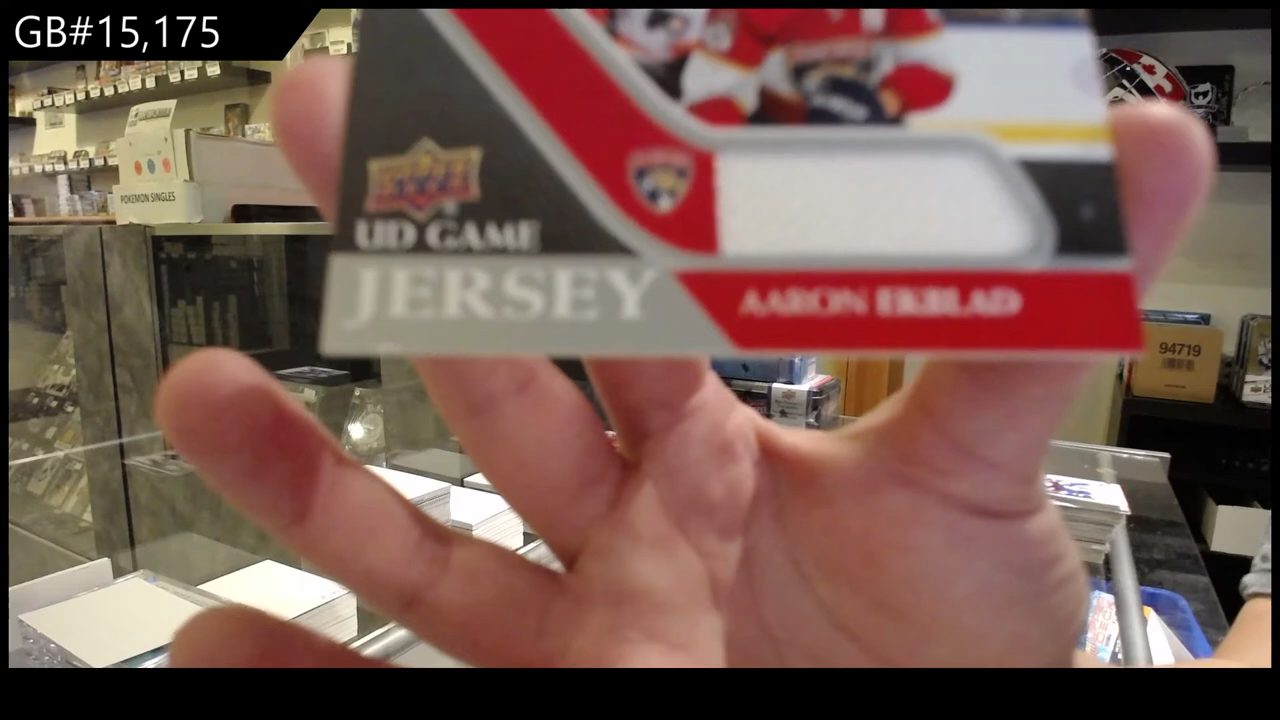 GB#15,175
POKEMON SINGLES
UD GAME
JERSEY
AARON EKBLAD
94719